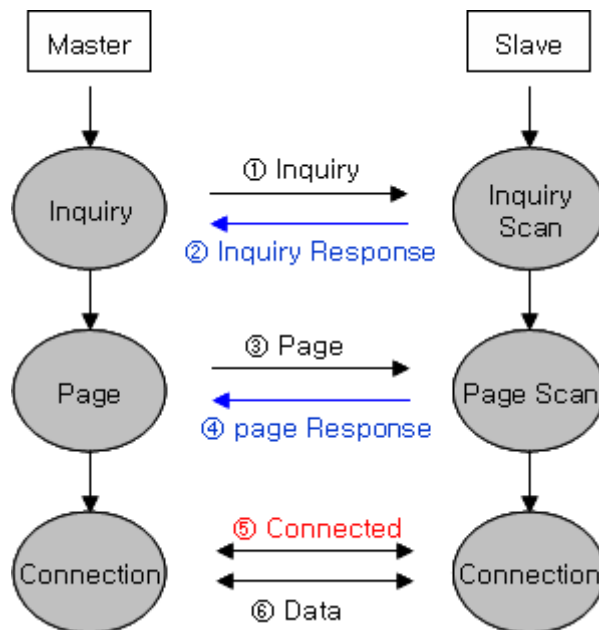 Master
Slave
① Inquiry
Inquiry
Inquiry
Scan
② Inquiry Response
③ Page
Page
Page Scan
④ page Response
⑤ Connected
Connection
Connection
⑥ Data